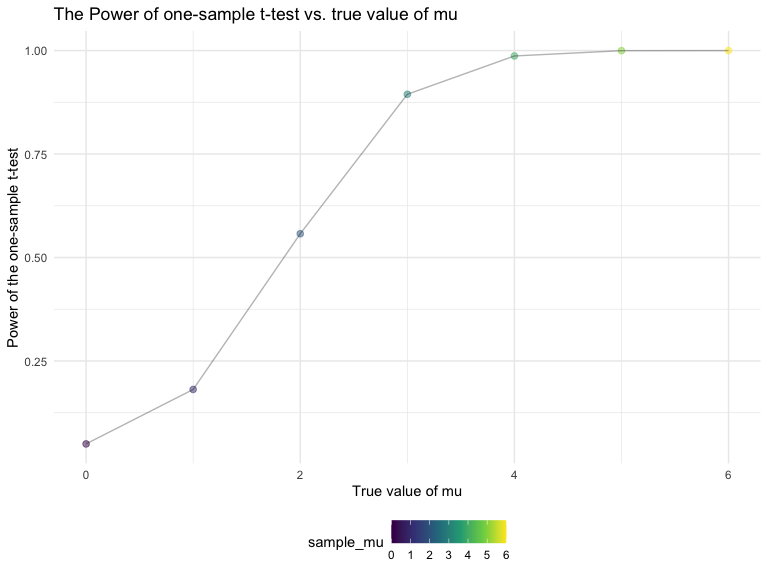 The Power of one-sample t-test vs. true value of mu
Power of the one-sample t-test
1.00
0.75
0.50
0.25
0 2 4 6
True value of mu
sample_mu
0 1 2 3 4 5 6